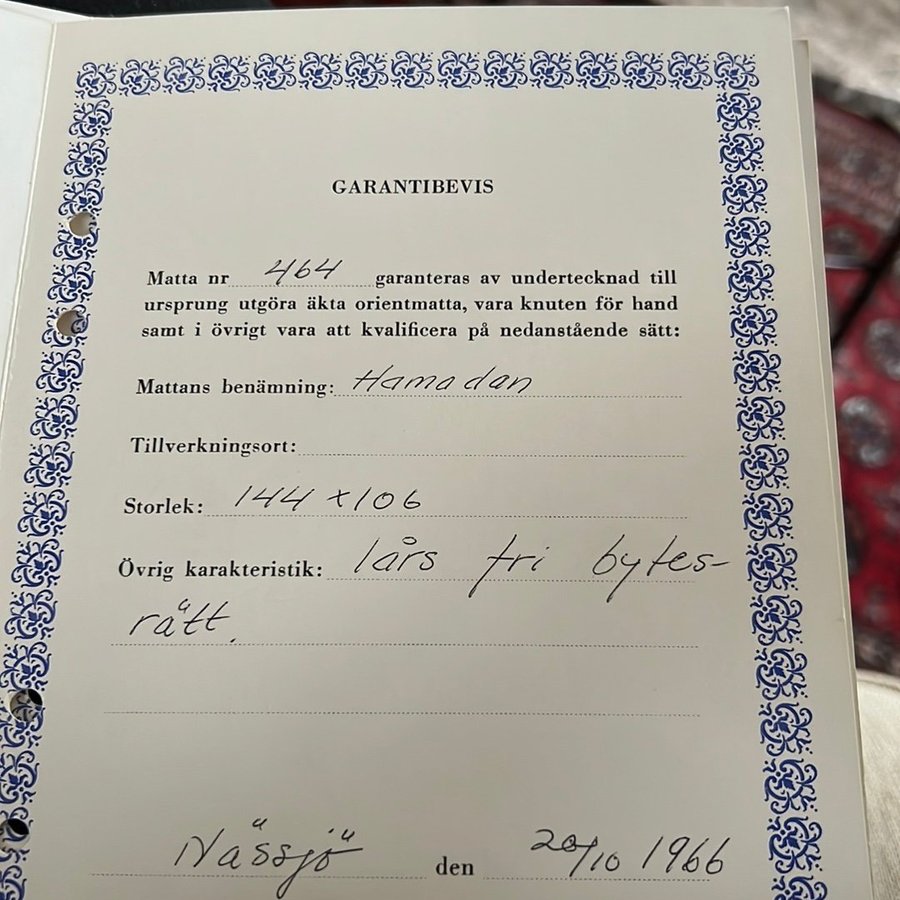 GARANTIBEVIS
Matta nr 464 garanteras av undertecknad till
ursprung utgöra äkta orientmatta, vara knuten för hand
samt i övrigt vara att kvalificera på nedanstående sätt:
Mattans benämning: Hamadan
Tillverkningsort:
Storlek: 144 x 106
Övrig karakteristik: 1års fri bytes-
rätt.
Nässjö den 20/10 1966